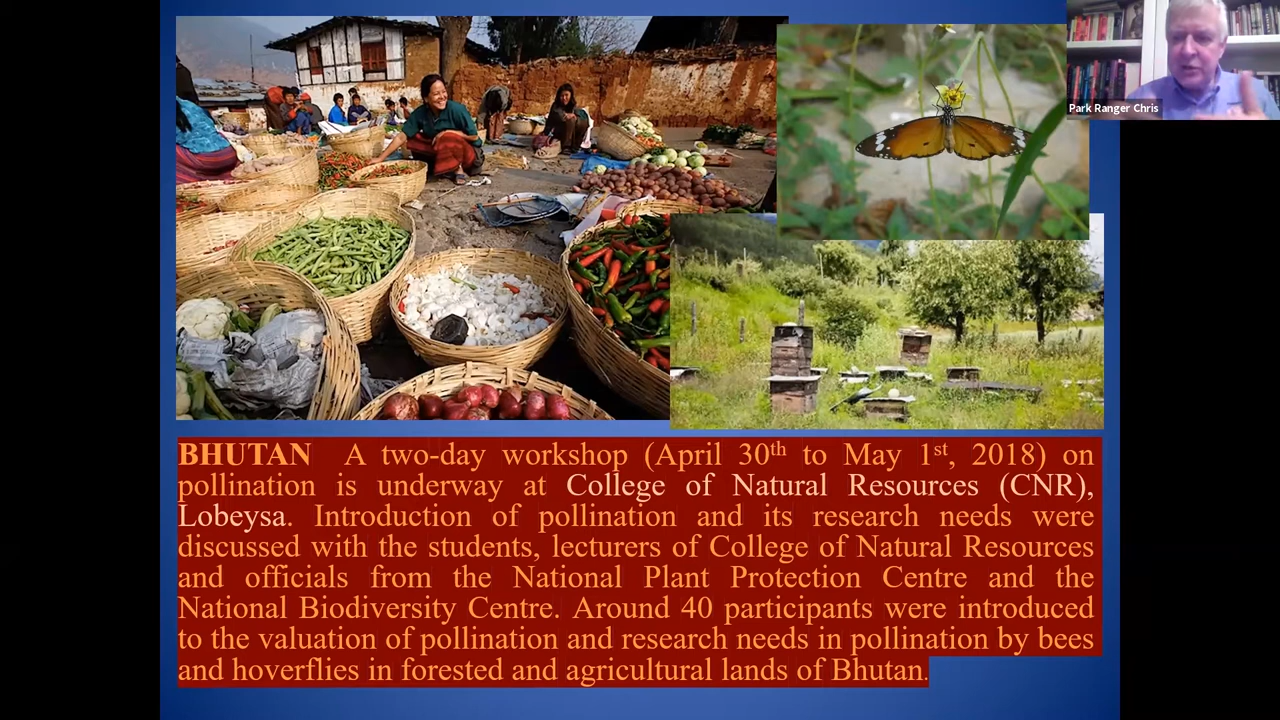 Park Ranger Chris
BHUTAN A two-day workshop (April 30th to May 1st, 2018) on
pollination is underway at College of Natural Resources (CNR),
Lobeysa. Introduction of pollination and its research needs were
discussed with the students, lecturers of College of Natural Resources
and officials from the National Plant Protection Centre and the
National Biodiversity Centre. Around 40 participants were introduced
to the valuation of pollination and research needs in pollination by bees
and hoverflies in forested and agricultural lands of Bhutan.